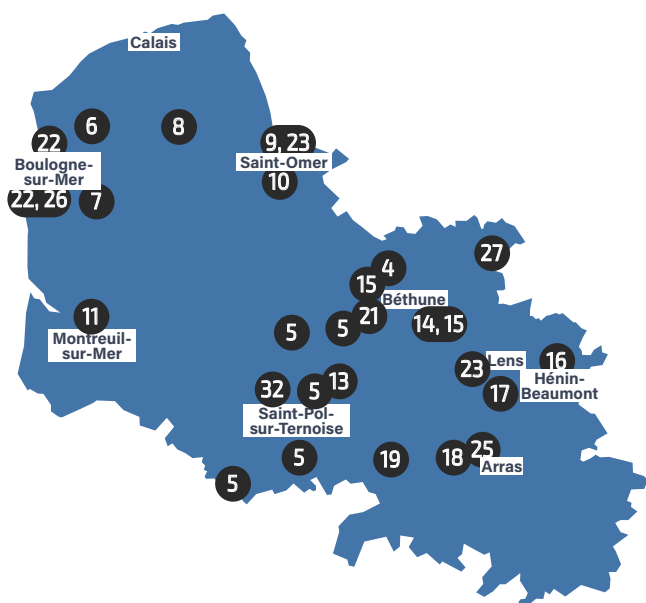 Calais
6
8
22
9, 23
Boulogne-
sur-Mer
Saint-Omer
10
22, 26
7
27
4
15
Béthune
11
21
14, 15
5
5
Montreuil-
sur-Mer
Lens
16
23
Hénin-
Beaumont
32
5
13
17
Saint-Pol-
sur-Ternoise
5
19
18
25
Arras
5